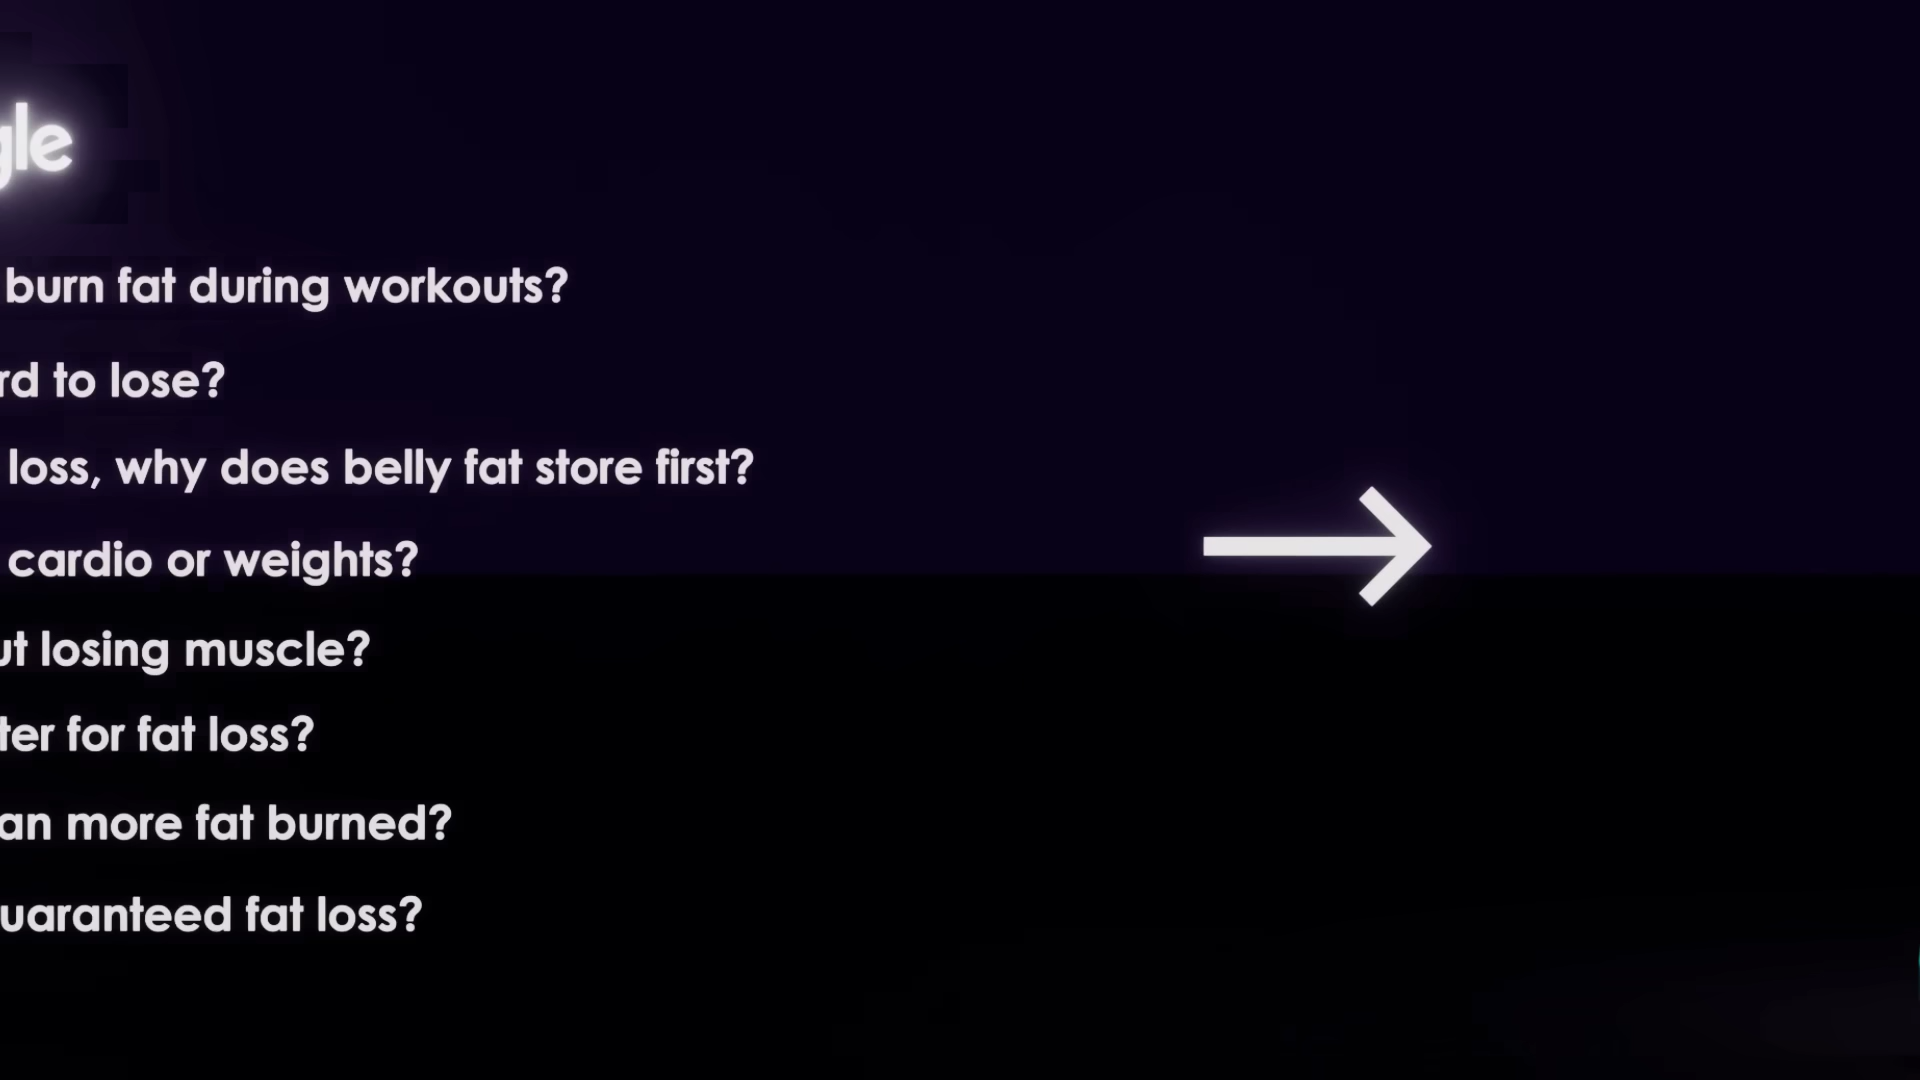 gle
burn fat during workouts?
rd to lose?
loss, why does belly fat store first?
cardio or weights?
ut losing muscle?
ter for fat loss?
an more fat burned?
uaranteed fat loss?